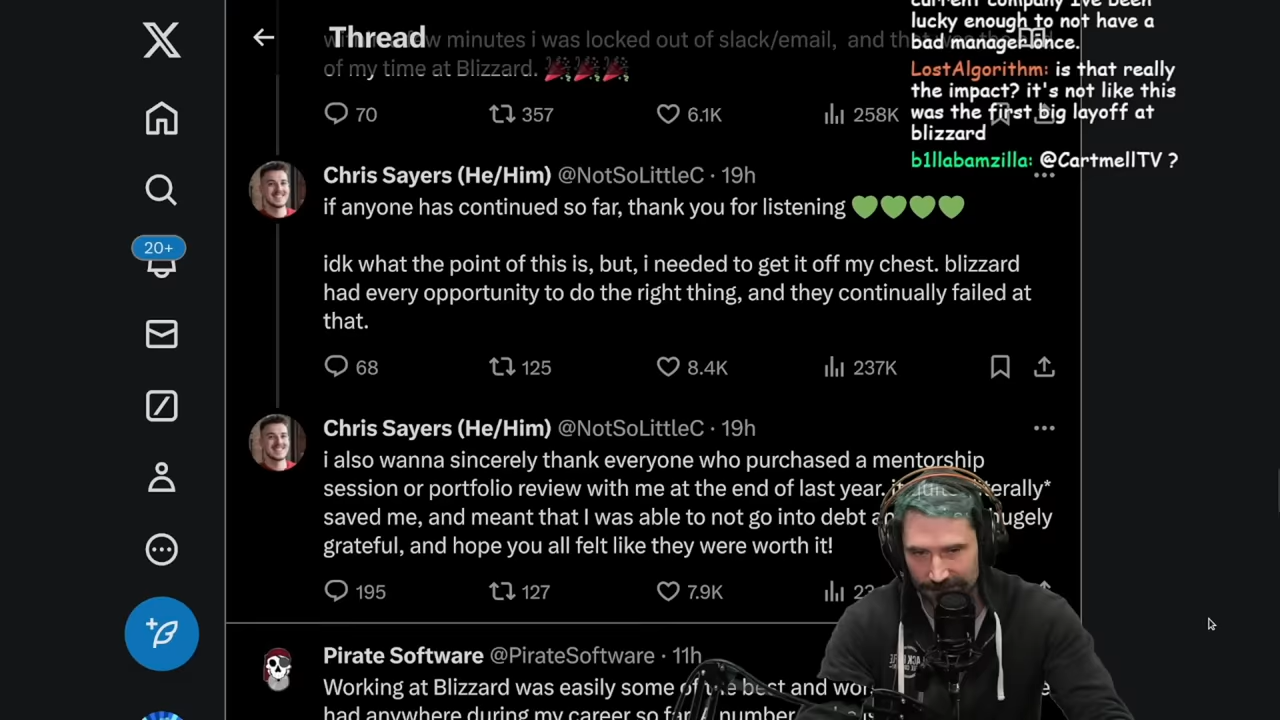 Thread
few minutes i was locked out of slack/email, and that was the
of my time at Blizzard. 🎉🎉🎉
70 357 6.1K 258K
Chris Sayers (He/Him) @NotSoLittleC · 19h
if anyone has continued so far, thank you for listening 💚💚💚💚
idk what the point of this is, but, i needed to get it off my chest. blizzard
had every opportunity to do the right thing, and they continually failed at
that.
68 125 8.4K 237K
Chris Sayers (He/Him) @NotSoLittleC · 19h
i also wanna sincerely thank everyone who purchased a mentorship
session or portfolio review with me at the end of last year. it quite literally*
saved me, and meant that I was able to not go into debt hugely
grateful, and hope you all felt like they were worth it!
195 127 7.9K
Pirate Software @PirateSoftware · 11h
Working at Blizzard was easily some of the best and
had anywhere during my career so far. A number
20+
current company I've been
lucky enough to not have a
bad manager once.
LostAlgorithm: is that really
the impact? it's not like this
was the first big layoff at
blizzard
b1llabamzilla: @CartmellTV ?